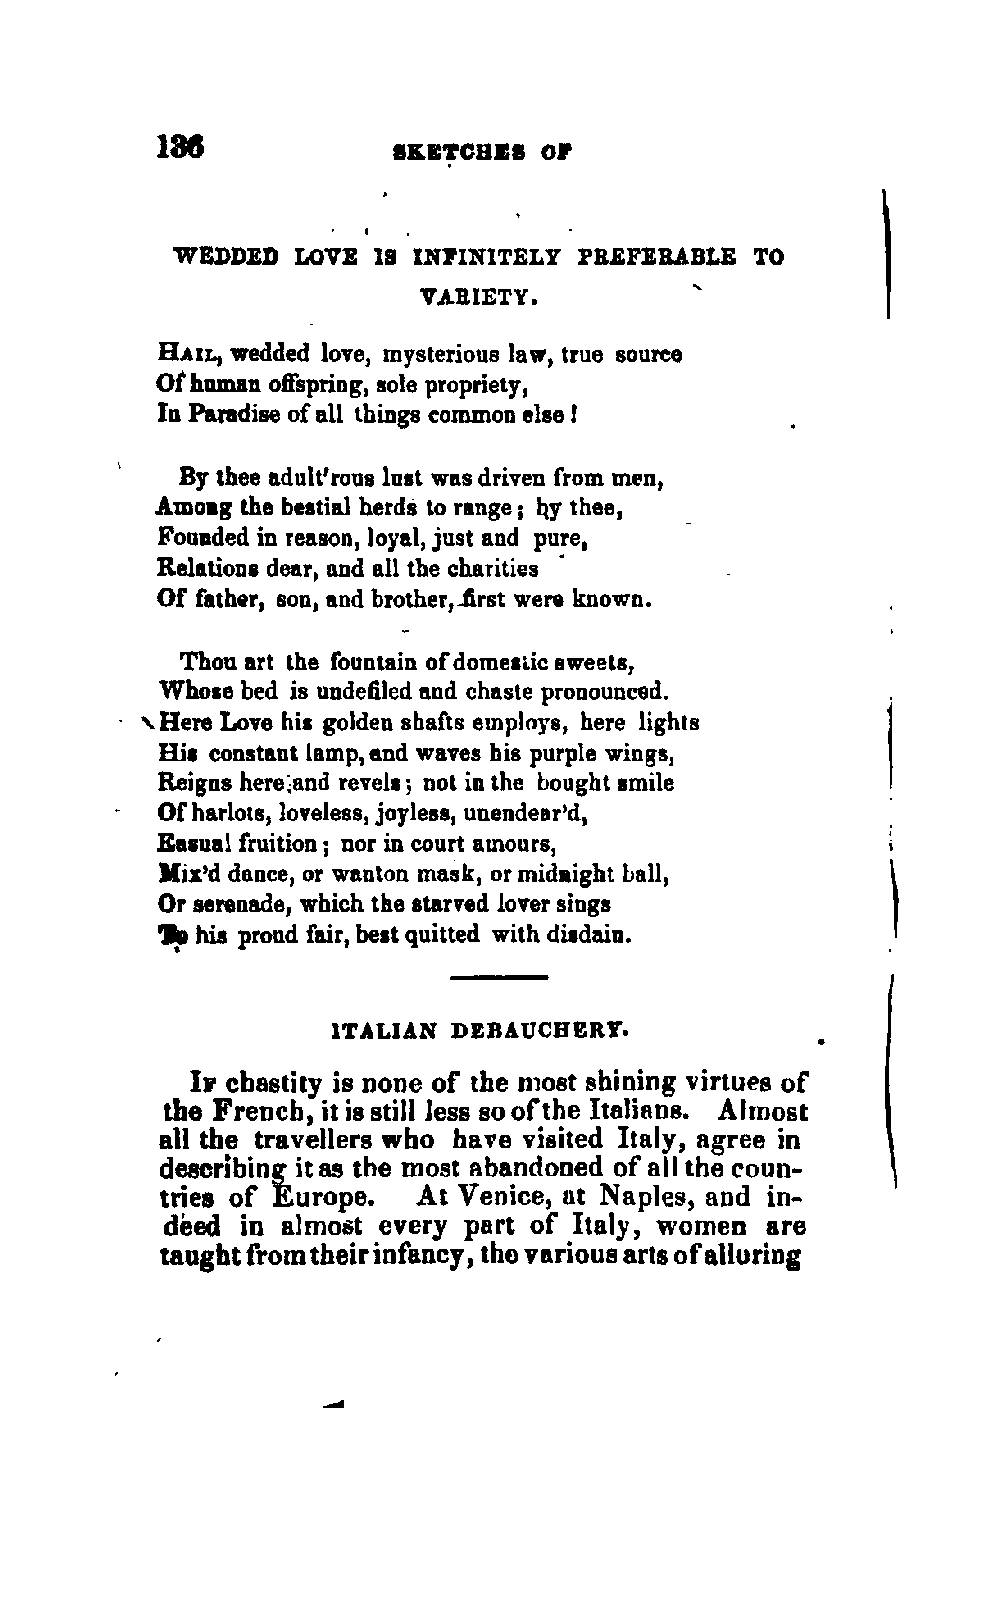 136 SKETCHES OF
WEDDED LOVE IS INFINITELY PREFERABLE TO
VARIETY.
HAIL, wedded love, mysterious law, true source
Of human offspring, sole propriety,
In Paradise of all things common else!
By thee adult'rous lust was driven from men,
Among the bestial herds to range; by thee,
Founded in reason, loyal, just and pure,
Relations dear, and all the charities
Of father, son, and brother, first were known.
Thou art the fountain of domestic sweets,
Whose bed is undefiled and chaste pronounced.
Here Love his golden shafts employs, here lights
His constant lamp, and waves his purple wings,
Reigns here and revels; not in the bought smile
Of harlots, loveless, joyless, unendear'd,
Easual fruition; nor in court amours,
Mix'd dance, or wanton mask, or midnight ball,
Or serenade, which the starved lover sings
To his proud fair, best quitted with disdain.
ITALIAN DEBAUCHERY.
IF chastity is none of the most shining virtues of
the French, it is still less so of the Italians. Almost
all the travellers who have visited Italy, agree in
describing it as the most abandoned of all the coun-
tries of Europe. At Venice, at Naples, and in-
deed in almost every part of Italy, women are
taught from their infancy, the various arts of alluring